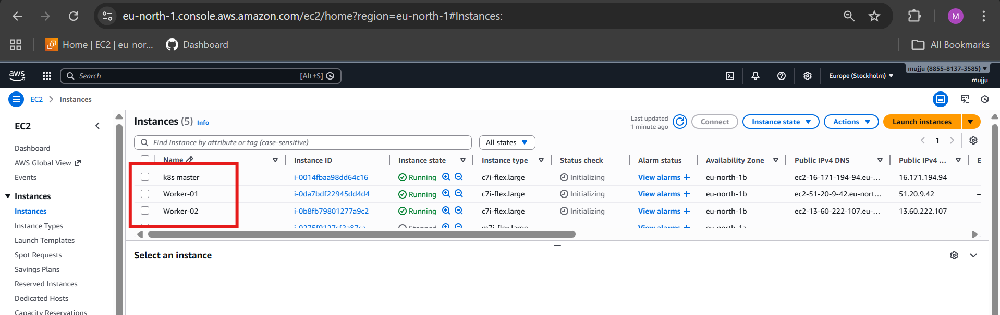 eu-north-1.console.aws.amazon.com/ec2/home?region=eu-north-1#Instances:
M
Home | EC2 | eu-nor...
Dashboard
All Bookmarks
aws
Search
[Alt+S]
Europe (Stockholm)
mujju (8855-8137-3585)
mujju
EC2
Instances
EC2
Dashboard
AWS Global View
Events
Instances
Instances
Instance Types
Launch Templates
Spot Requests
Savings Plans
Reserved Instances
Dedicated Hosts
Capacity Reservations
Instances (5) Info
Last updated
1 minute ago
Connect
Instance state
Actions
Launch instances
Find Instance by attribute or tag (case-sensitive)
All states
1
Name Instance ID Instance state Instance type Status check Alarm status Availability Zone Public IPv4 DNS Public IPv4 ... E
k8s master i-0014fbaa98dd64c16 Running c7i-flex.large Initializing View alarms + eu-north-1b ec2-16-171-194-94.eu-... 16.171.194.94 –
Worker-01 i-0da7bdf22945dd4d4 Running c7i-flex.large Initializing View alarms + eu-north-1b ec2-51-20-9-42.eu-nort... 51.20.9.42 –
Worker-02 i-0b8fb79801277a9c2 Running c7i-flex.large Initializing View alarms + eu-north-1b ec2-13-60-222-107.eu-... 13.60.222.107 –
i-0275f9127cf2a87ca Stopped m7i-flex.large View alarms + eu-north-1a
Select an instance